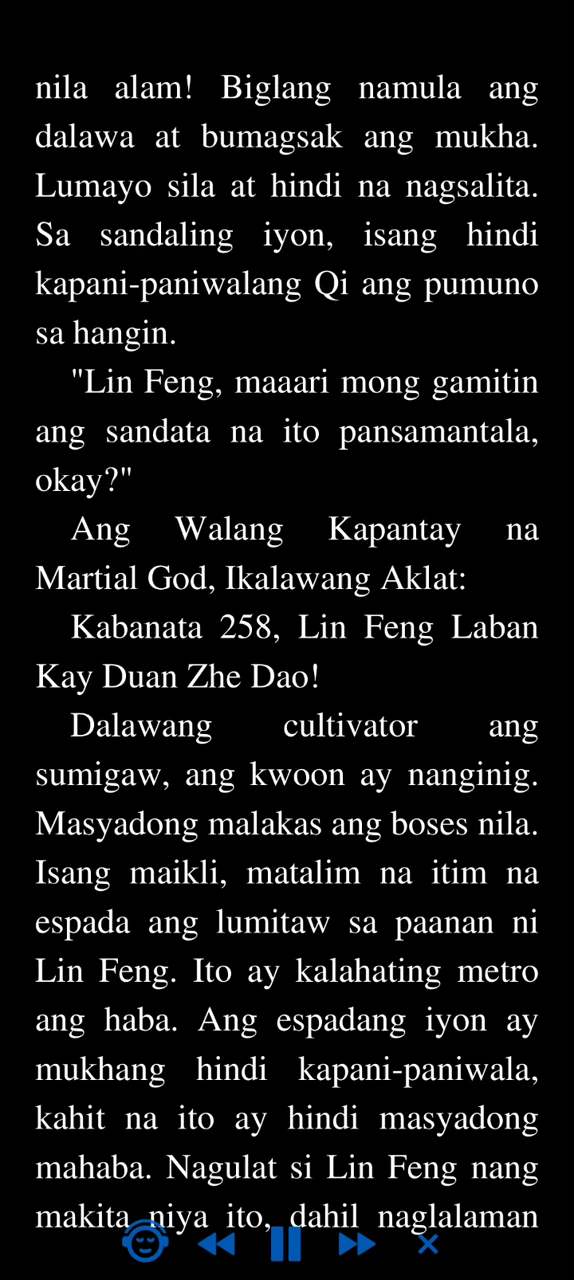 nila alam! Biglang namula ang
dalawa at bumagsak ang mukha.
Lumayo sila at hindi na nagsalita.
Sa sandaling iyon, isang hindi
kapani-paniwalang Qi ang pumuno
sa hangin.
"Lin Feng, maaari mong gamitin
ang sandata na ito pansamantala,
okay?"
Ang Walang Kapantay na
Martial God, Ikalawang Aklat:
Kabanata 258, Lin Feng Laban
Kay Duan Zhe Dao!
Dalawang cultivator ang
sumigaw, ang kwoon ay nanginig.
Masyadong malakas ang boses nila.
Isang maikli, matalim na itim na
espada ang lumitaw sa paanan ni
Lin Feng. Ito ay kalahating metro
ang haba. Ang espadang iyon ay
mukhang hindi kapani-paniwala,
kahit na ito ay hindi masyadong
mahaba. Nagulat si Lin Feng nang
makita niya ito, dahil naglalaman